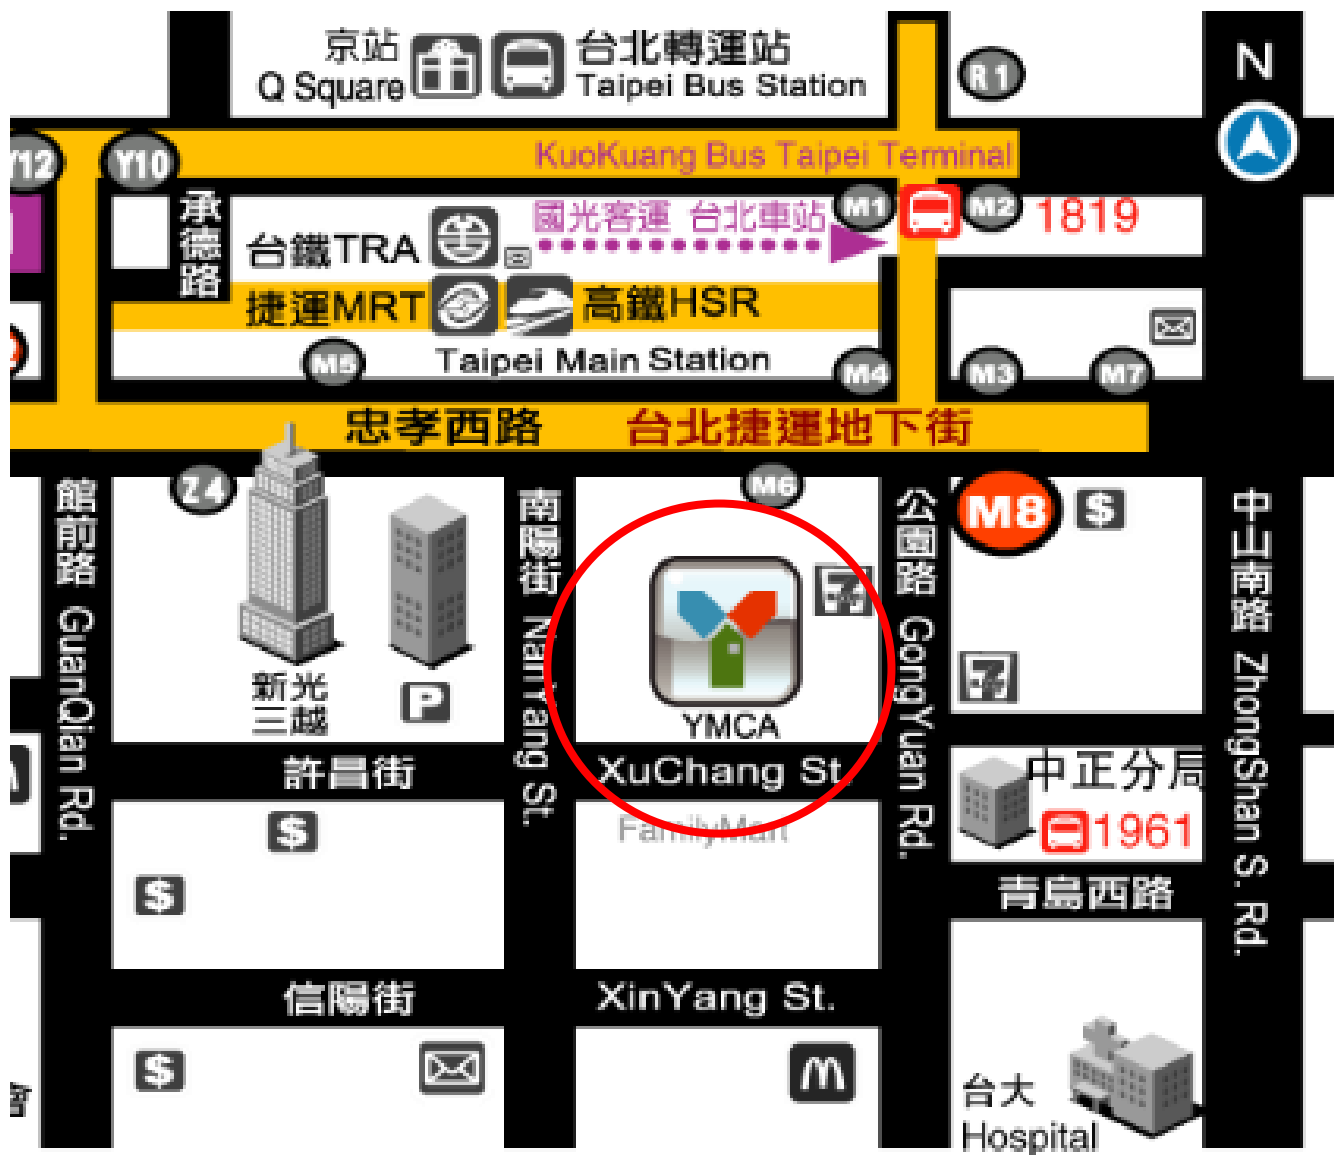 京站
Q Square
台北轉運站
Taipei Bus Station
R1
N
Y12
Y10
KuoKuang Bus Taipei Terminal
承德路
台鐵TRA
國光客運 台北車站
M1
M2
1819
捷運MRT
高鐵HSR
M5
Taipei Main Station
M4
M3
M7
忠孝西路
台北捷運地下街
Z4
M6
M8
$
館前路 GuanQian Rd.
南陽街 NanYang St.
公園路 GongYuan Rd.
中山南路 ZhongShan S. Rd.
7
7
新光
三越
P
YMCA
許昌街
XuChang St.
中正分局
1961
$
FamilyMart
$
青島西路
信陽街
XinYang St.
$
台大
Hospital